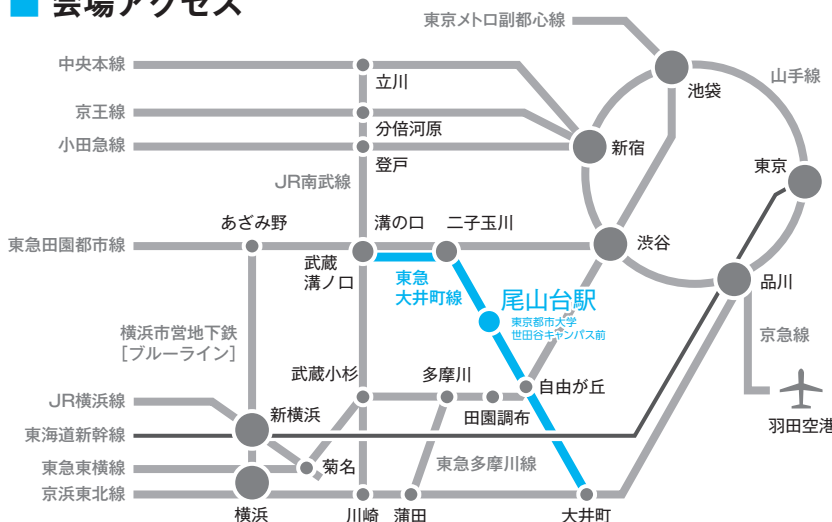 会場アクセス
東京メトロ副都心線
中央本線
山手線
立川
池袋
京王線
分倍河原
小田急線
新宿
登戸
東京
JR南武線
あざみ野
溝の口
二子玉川
東急田園都市線
渋谷
武蔵
溝ノ口
東急
大井町線
品川
尾山台駅
東京都市大学
世田谷キャンパス前
横浜市営地下鉄
[ブルーライン]
京急線
武蔵小杉
多摩川
自由が丘
JR横浜線
新横浜
田園調布
羽田空港
東海道新幹線
東急東横線
菊名
東急多摩川線
京浜東北線
横浜
川崎
蒲田
大井町